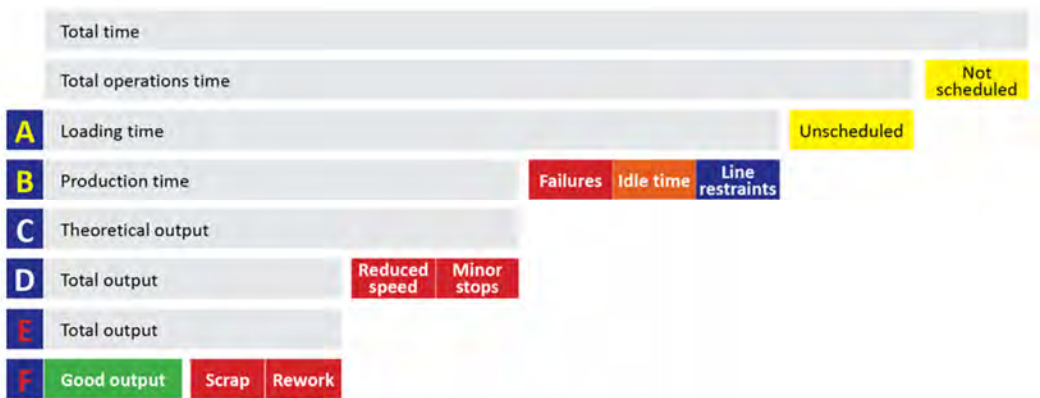 Total time
Total operations time
Not
scheduled
A Loading time
Unscheduled
B Production time
Failures Idle time Line
restraints
C Theoretical output
D Total output
Reduced
speed
Minor
stops
E Total output
F Good output Scrap Rework